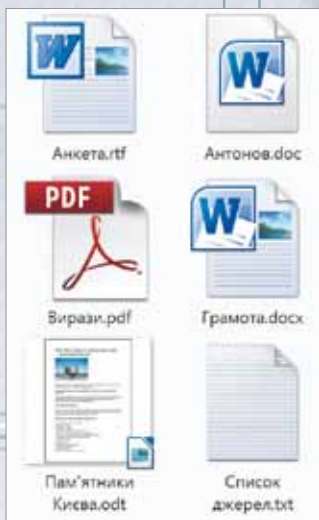 Анкета.rtf
Антонов.doc
PDF
Вирази.pdf
Грамота.docx
Пам'ятники
Києва.odt
Список
джерел.txt